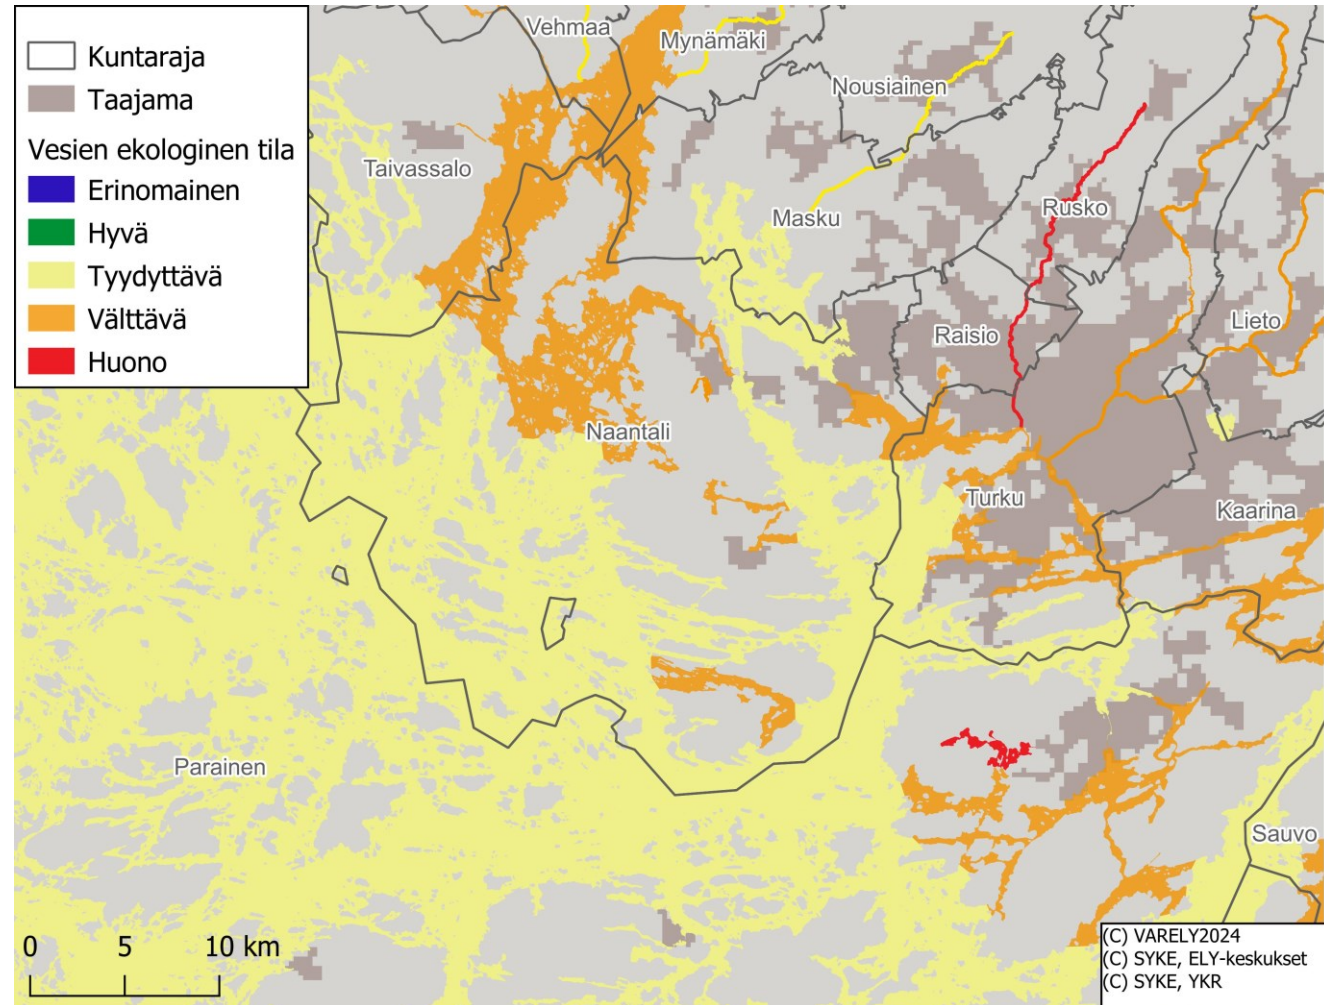 Kuntaraja
Taajama
Vesien ekologinen tila
Erinomainen
Hyvä
Tyydyttävä
Välttävä
Huono
Vehmaa
Mynämäki
Nousiainen
Taivassalo
Masku
Rusko
Raisio
Lieto
Naantali
Turku
Kaarina
Parainen
Sauvo
0 5 10 km
(C) VARELY2024
(C) SYKE, ELY-keskukset
(C) SYKE, YKR